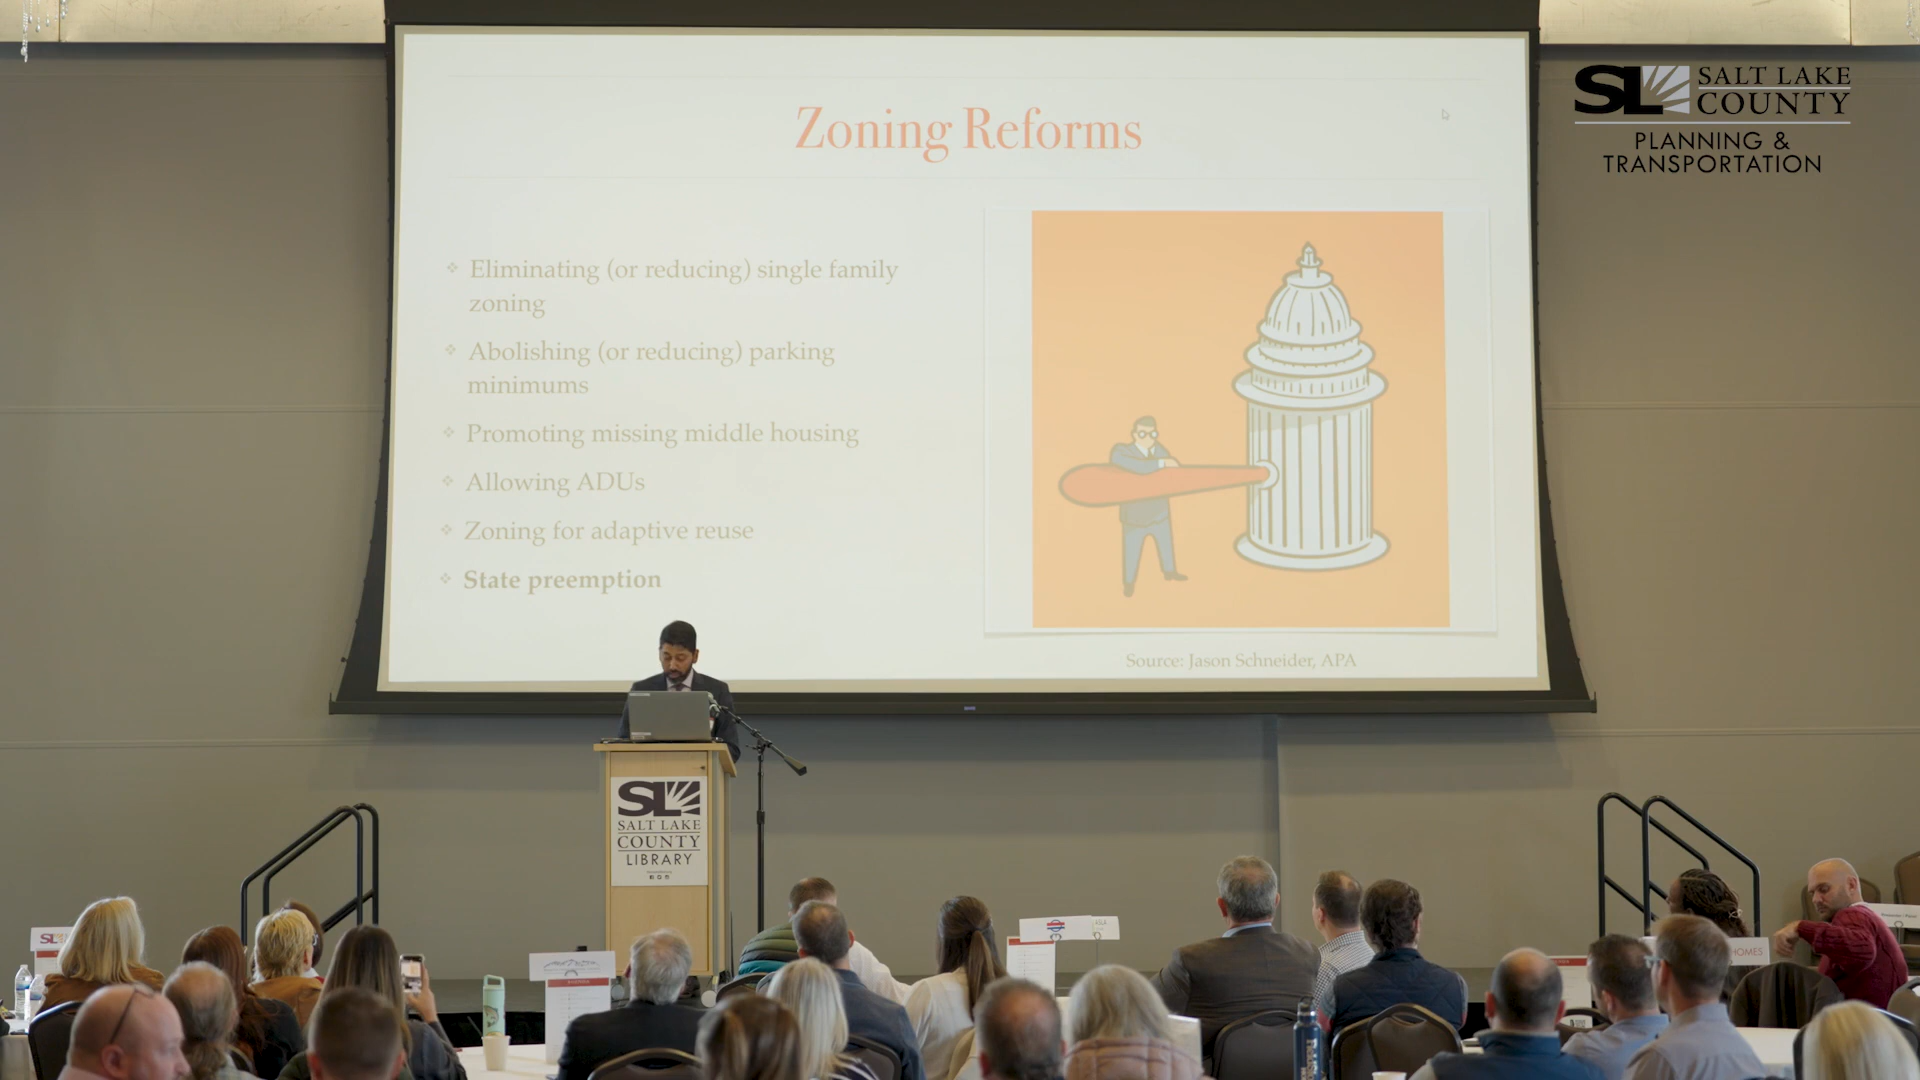 Zoning Reforms
Eliminating (or reducing) single family
zoning
Abolishing (or reducing) parking
minimums
Promoting missing middle housing
Allowing ADUs
Zoning for adaptive reuse
State preemption
Source: Jason Schneider, APA
SL SALT LAKE
COUNTY
PLANNING &
TRANSPORTATION
SL
SALT LAKE
COUNTY
LIBRARY
SL
HOMES